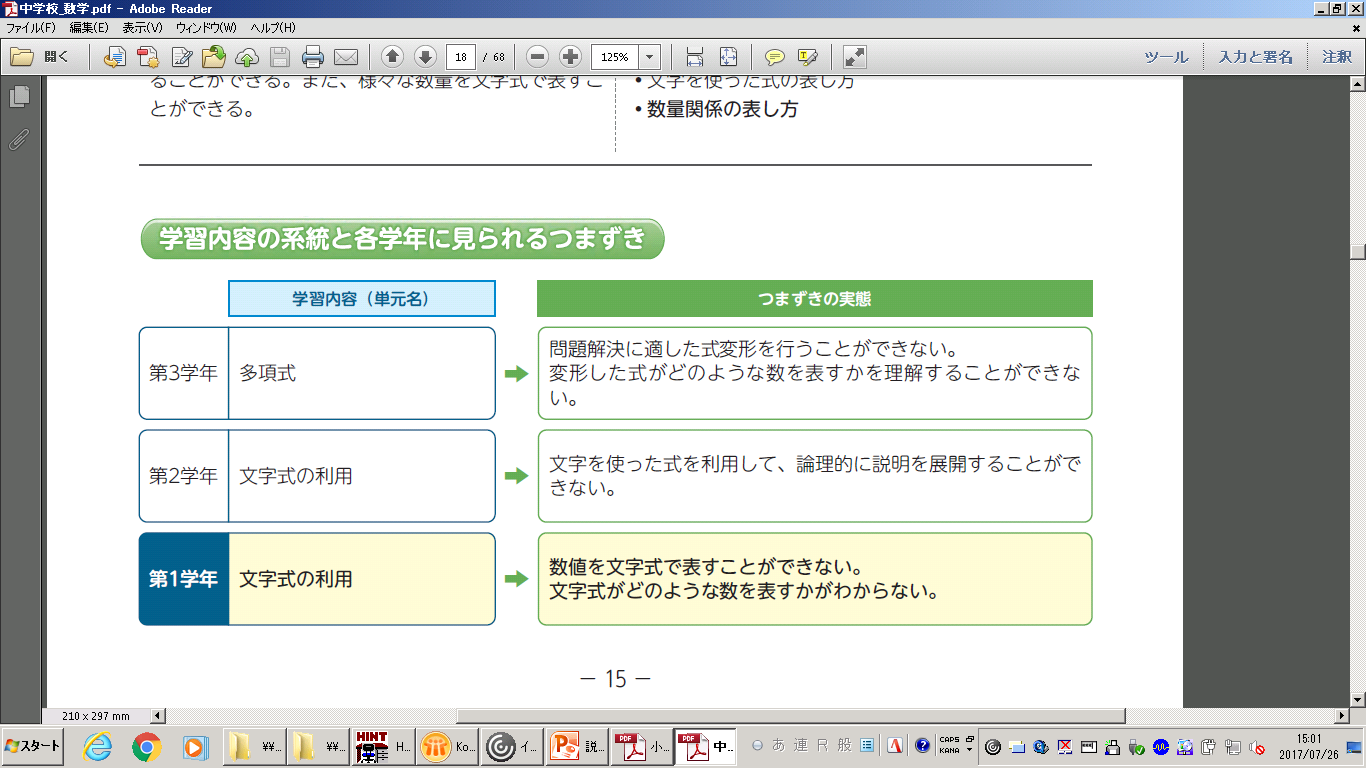 中学校_数学.pdf - Adobe Reader
ファイル(F) 編集(E) 表示(V) ウィンドウ(W) ヘルプ(H)
開く 18 / 68 125% ツール 入力と署名 注釈
ることができる。また、様々な数量を文字式で表すこ
とができる。
• 文字を使った式の表し方
• 数量関係の表し方
学習内容の系統と各学年に見られるつまずき
学習内容（単元名） つまずきの実態
第3学年 多項式
問題解決に適した式変形を行うことができない。
変形した式がどのような数を表すかを理解することができな
い。
第2学年 文字式の利用
文字を使った式を利用して、論理的に説明を展開することがで
きない。
第1学年 文字式の利用
数値を文字式で表すことができない。
文字式がどのような数を表すかがわからない。
― 15 ―
210 x 297 mm
スタート ¥¥... ¥¥... HINT H... Ko... イ... 説... PDF 小... PDF 中... あ 連 R 般 CAPS KANA 15:01
2017/07/26